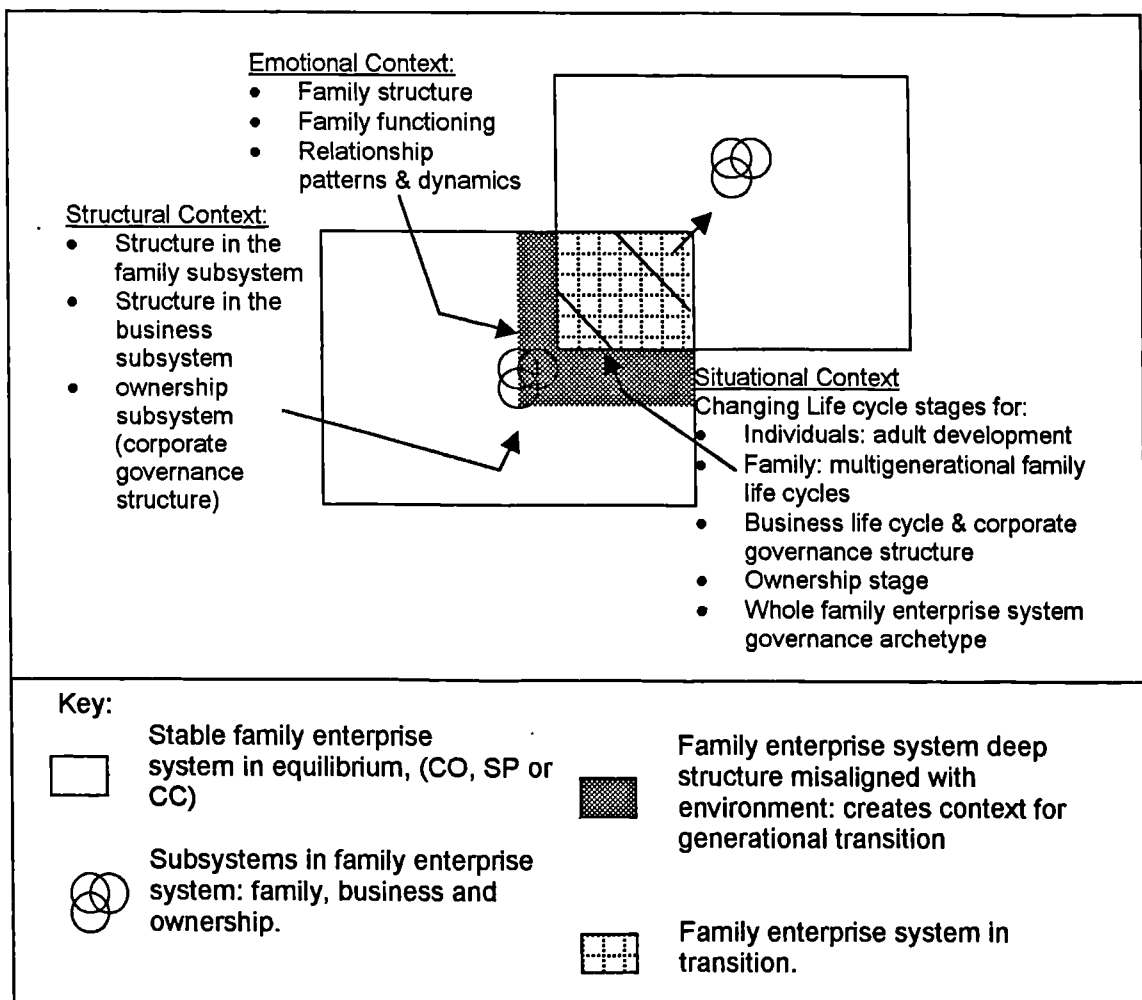 Emotional Context:
• Family structure
• Family functioning
• Relationship
patterns & dynamics
Structural Context:
• Structure in the
family subsystem
• Structure in the
business
subsystem
• ownership
subsystem
(corporate
governance
structure)
Situational Context
Changing Life cycle stages for:
• Individuals: adult development
• Family: multigenerational family
life cycles
• Business life cycle & corporate
governance structure
• Ownership stage
• Whole family enterprise system
governance archetype
Key:
Stable family enterprise
system in equilibrium, (CO, SP or
CC)
Subsystems in family enterprise
system: family, business and
ownership.
Family enterprise system deep
structure misaligned with
environment: creates context for
generational transition
Family enterprise system in
transition.